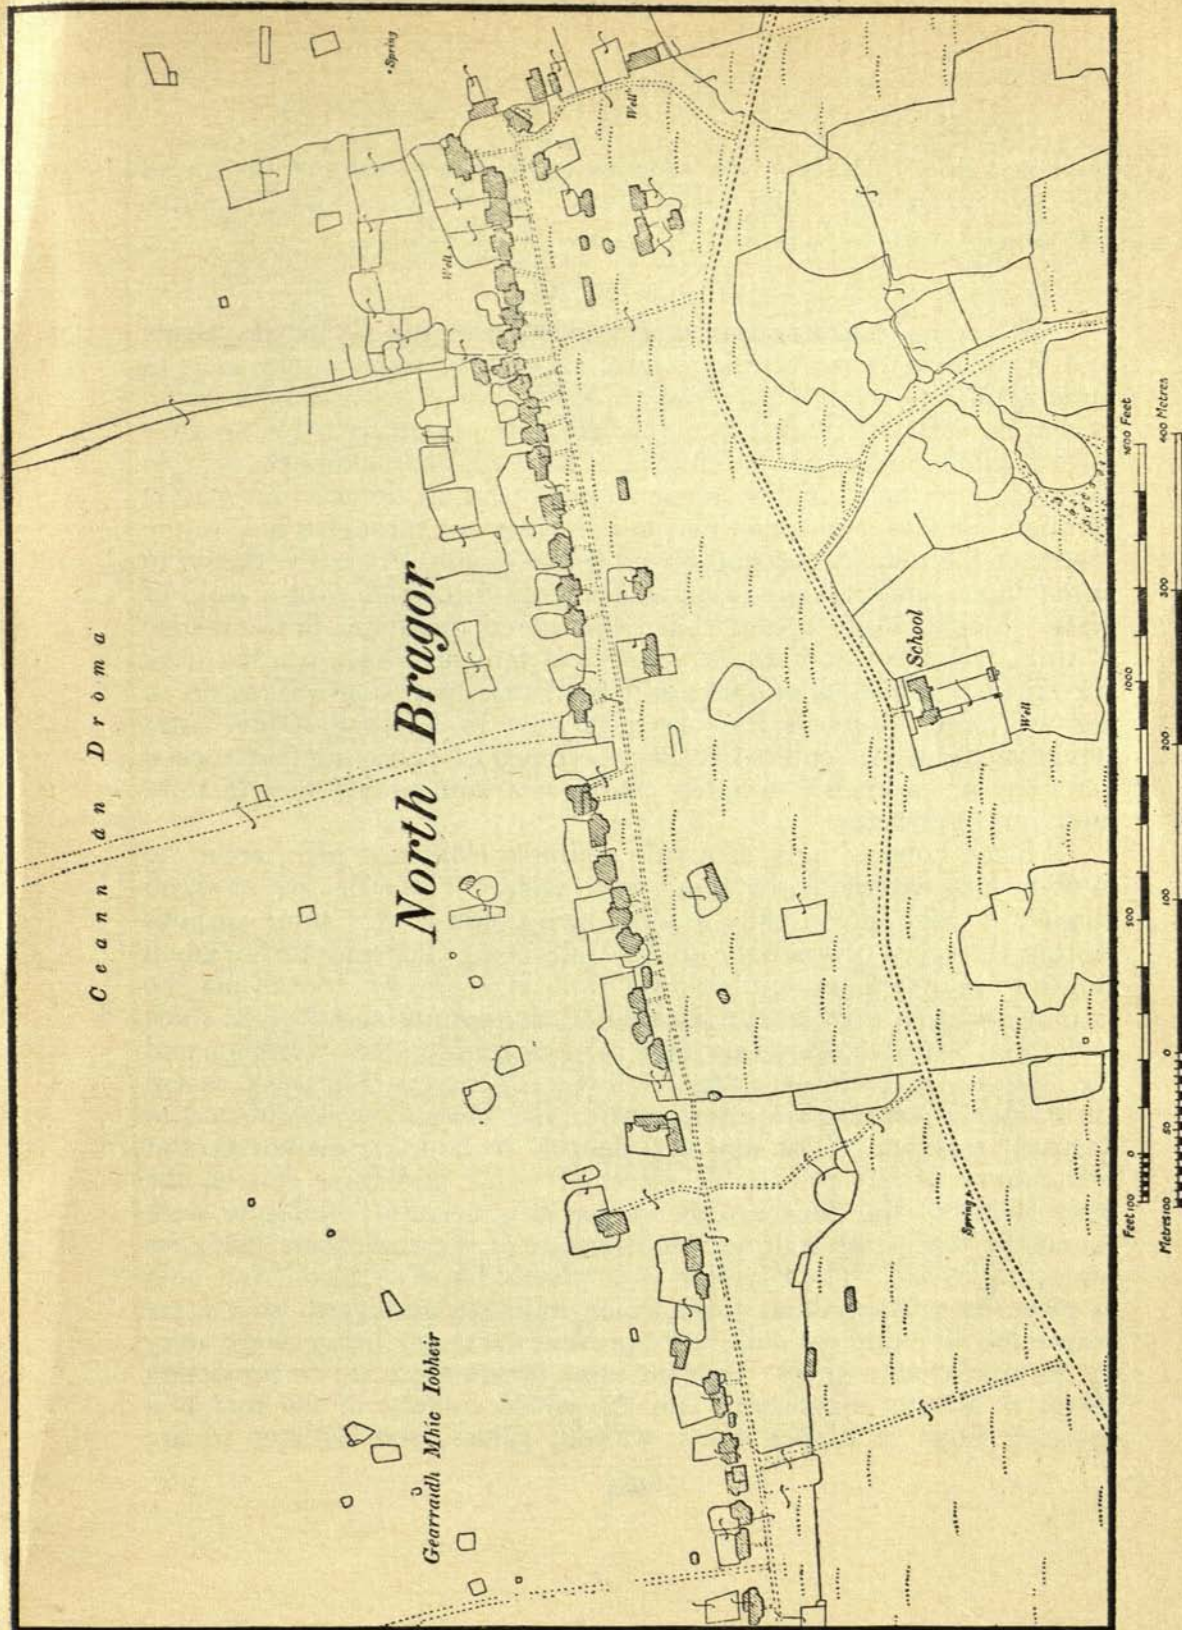 Ceann an Dròma
North Bragor
Gearraidh Mhic Iobheir
Spring
Well
Well
School
Well
Spring
Feet 100 0 500 1000 1500 Feet
Metres 100 50 0 100 200 300 400 Metres